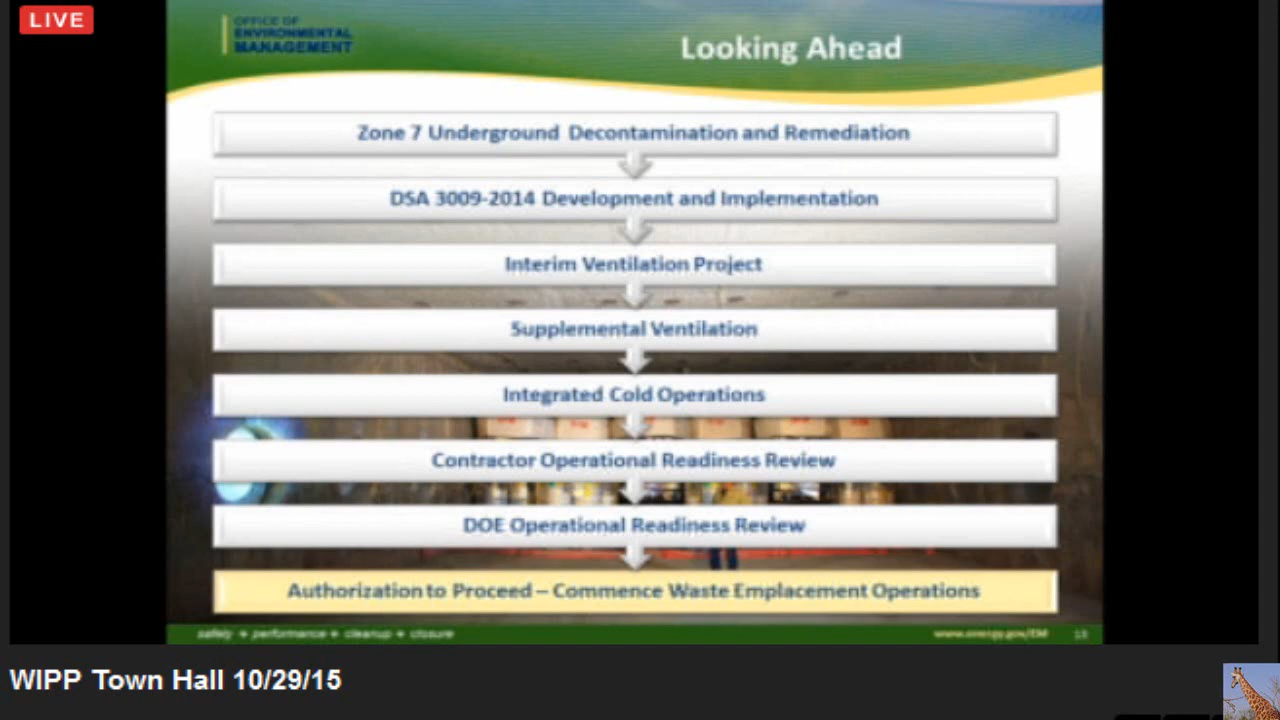 LIVE
OFFICE OF
ENVIRONMENTAL
MANAGEMENT
Looking Ahead
Zone 7 Underground Decontamination and Remediation
DSA 3009-2014 Development and Implementation
Interim Ventilation Project
Supplemental Ventilation
Integrated Cold Operations
Contractor Operational Readiness Review
DOE Operational Readiness Review
Authorization to Proceed – Commence Waste Emplacement Operations
safety + performance + cleanup + closure
www.energy.gov/EM
WIPP Town Hall 10/29/15